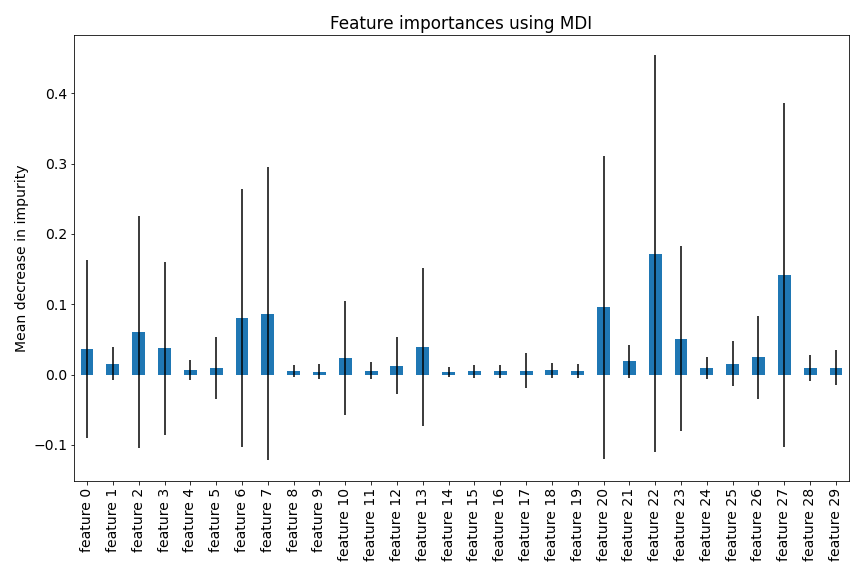 Feature importances using MDI
Mean decrease in impurity
0.4
0.3
0.2
0.1
0.0
−0.1
feature 0
feature 1
feature 2
feature 3
feature 4
feature 5
feature 6
feature 7
feature 8
feature 9
feature 10
feature 11
feature 12
feature 13
feature 14
feature 15
feature 16
feature 17
feature 18
feature 19
feature 20
feature 21
feature 22
feature 23
feature 24
feature 25
feature 26
feature 27
feature 28
feature 29